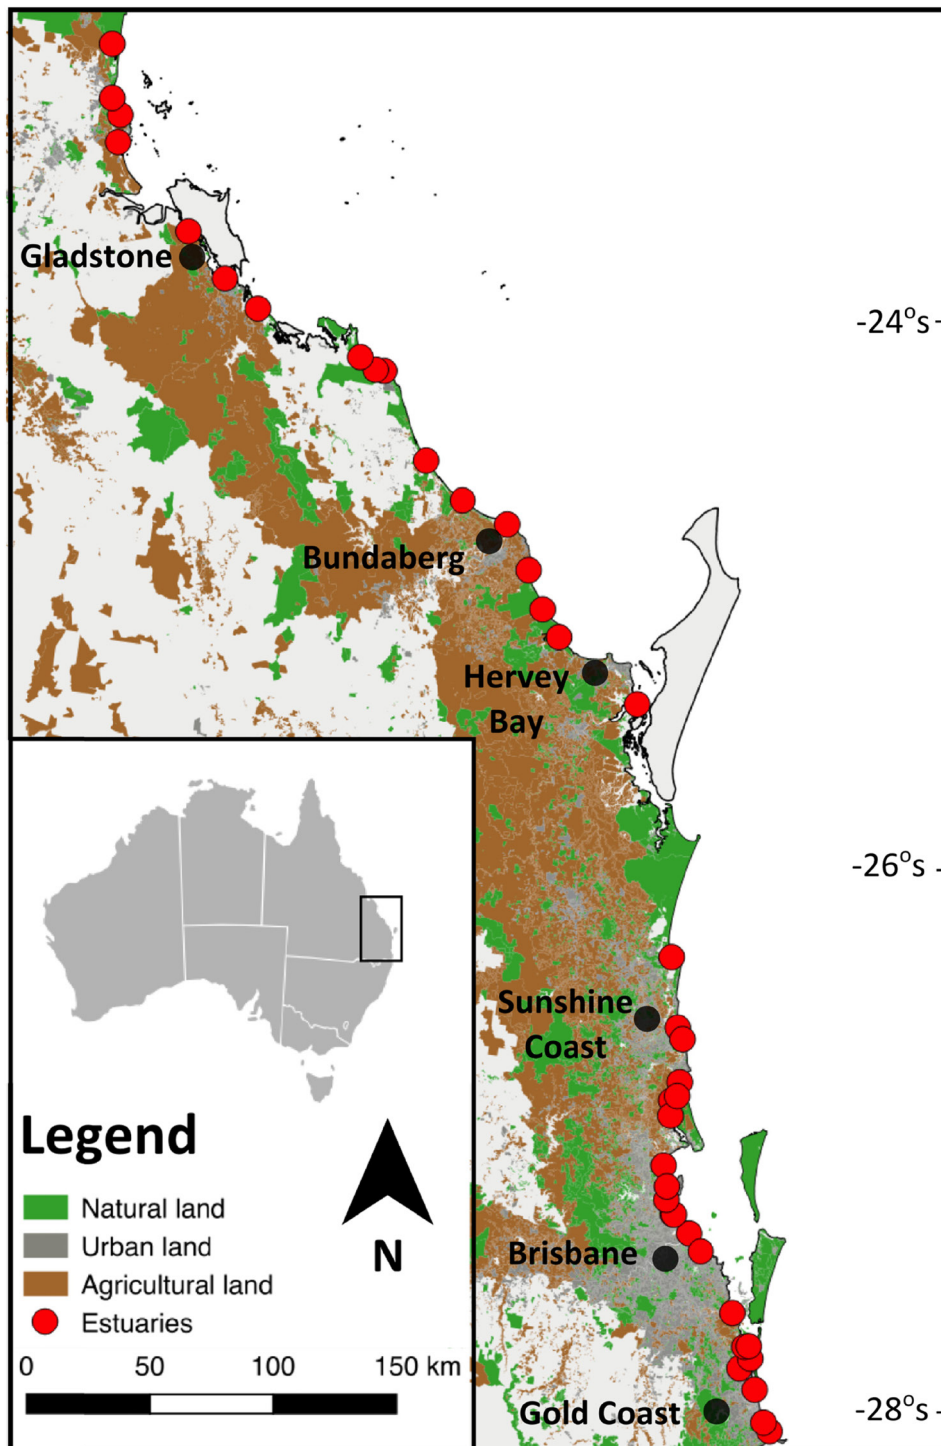 Gladstone
-24°s
Bundaberg
Hervey
Bay
-26°s
Sunshine
Coast
Brisbane
Gold Coast
-28°s
Legend
Natural land
Urban land
Agricultural land
Estuaries
N
0 50 100 150 km